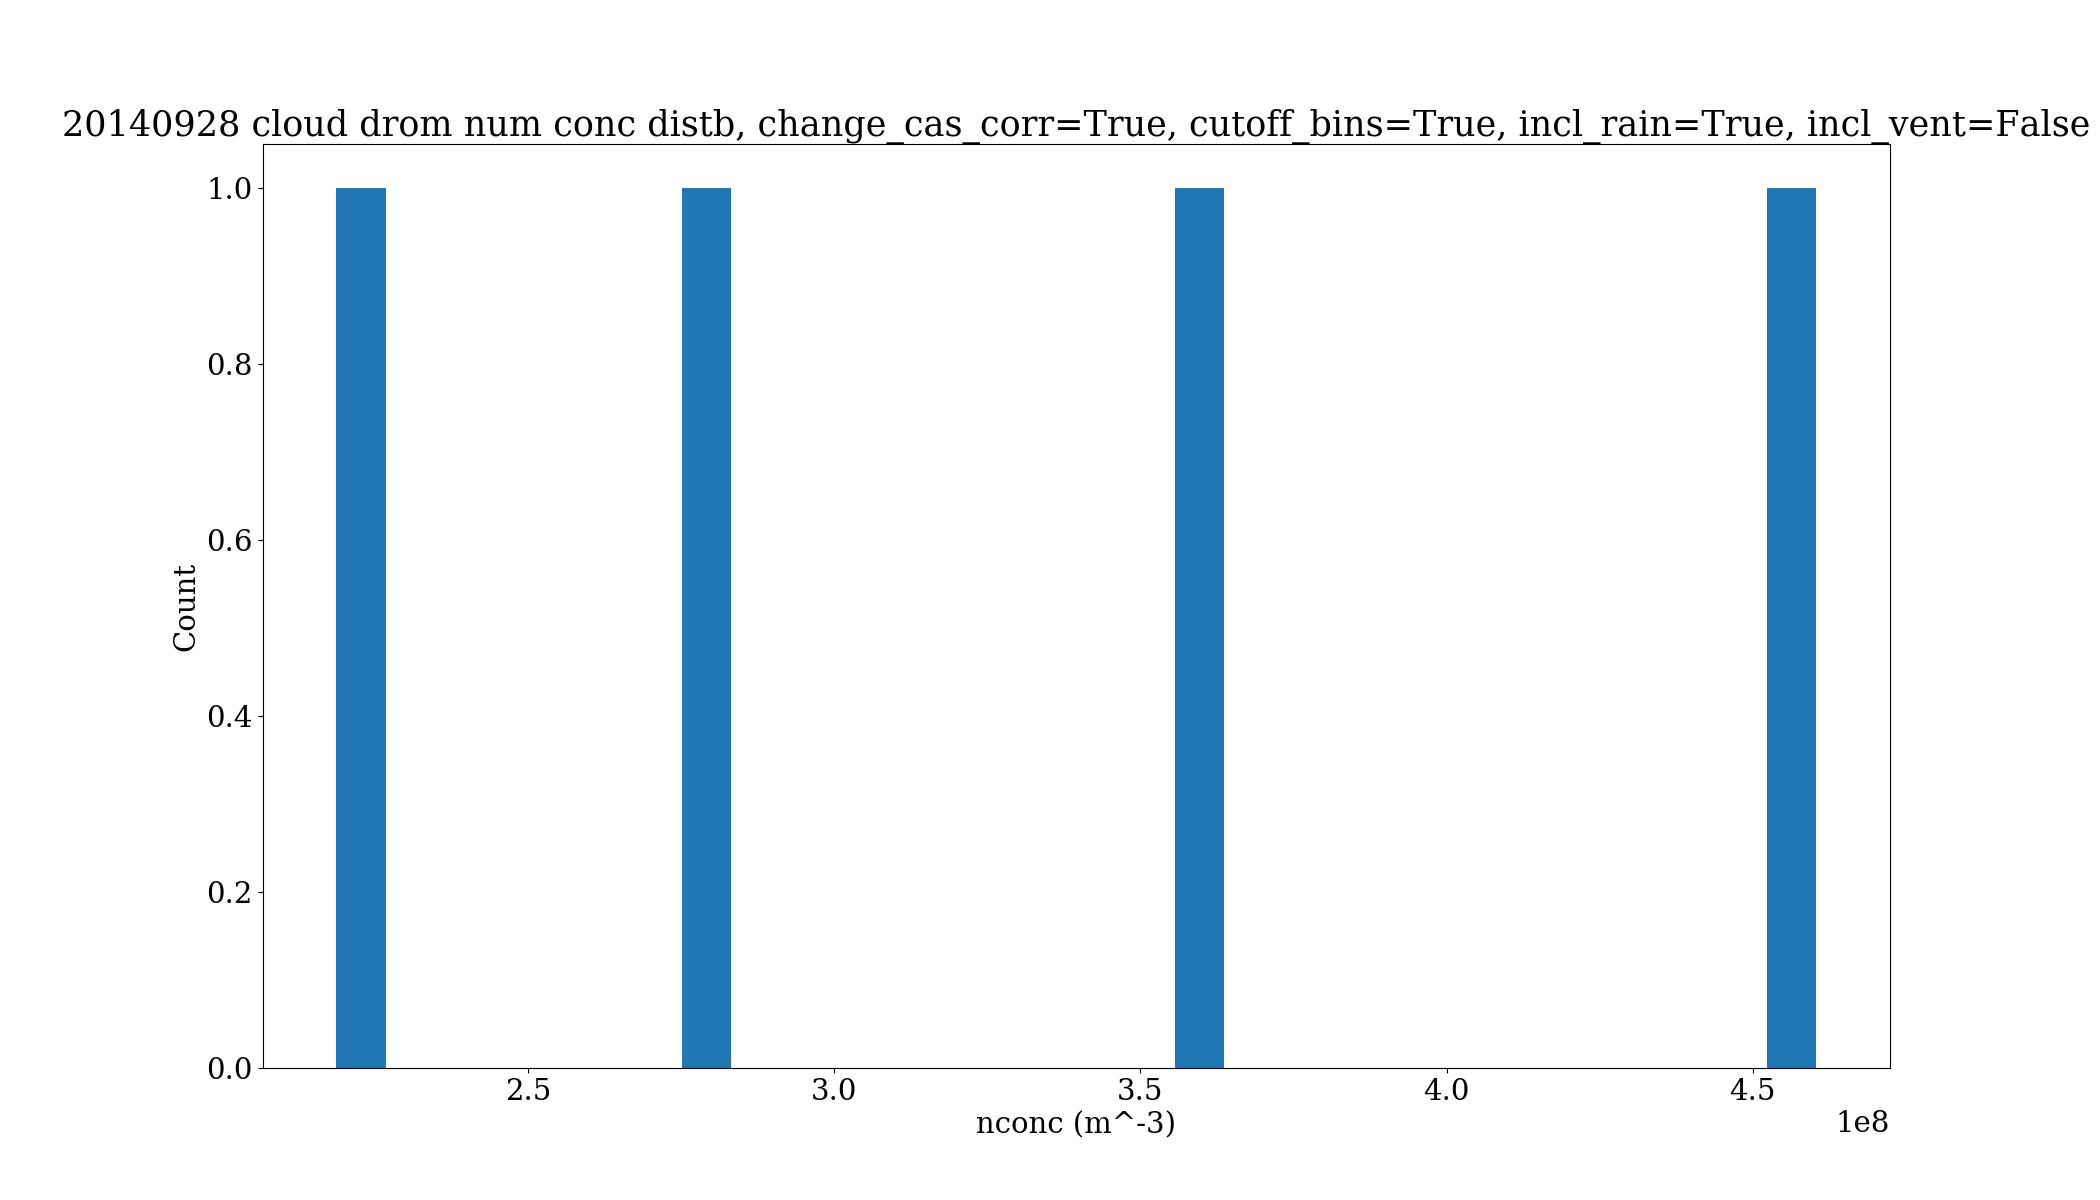 20140928 cloud drom num conc distb, change_cas_corr=True, cutoff_bins=True, incl_rain=True, incl_vent=False
1.0
0.8
0.6
0.4
0.2
0.0
Count
2.5 3.0 3.5 4.0 4.5
nconc (m^-3)
1e8